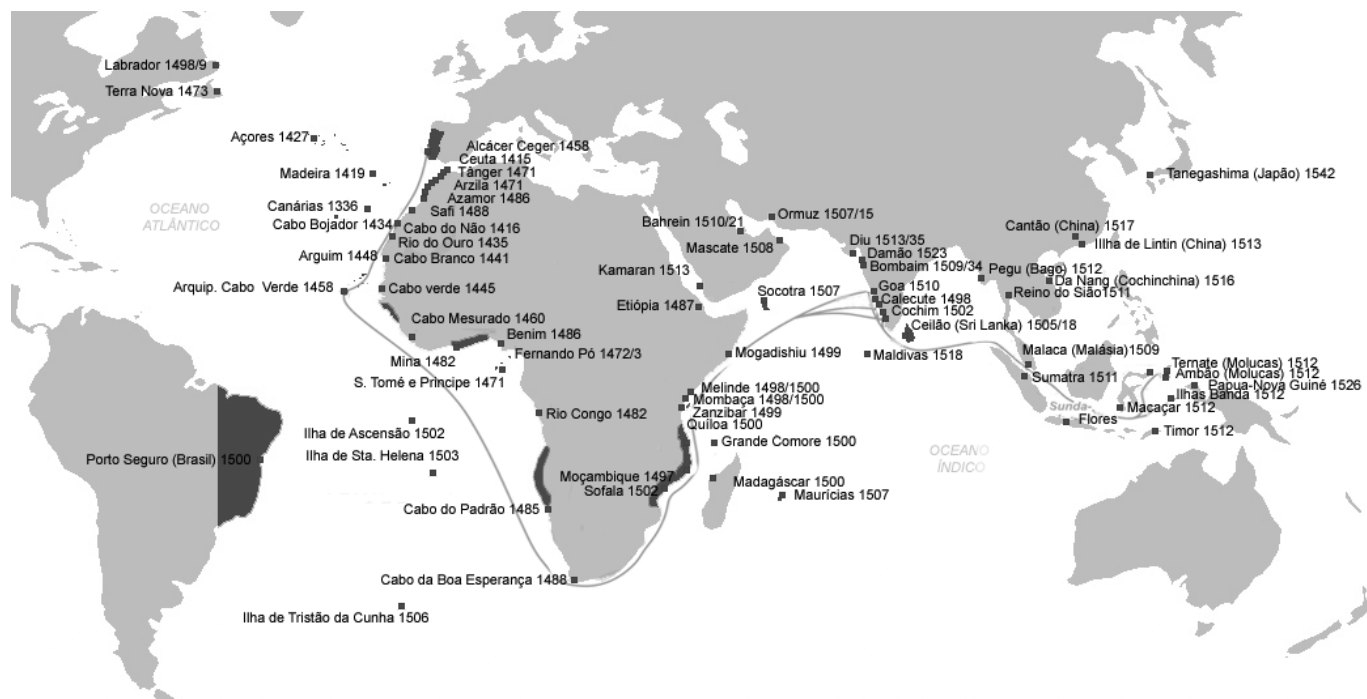 Labrador 1498/9
Terra Nova 1473
Açores 1427
Madeira 1419
Canárias 1336
Cabo Bojador 1434
OCEANO
ATLÂNTICO
Alcácer Ceger 1458
Ceuta 1415
Tânger 1471
Arzila 1471
Azamor 1486
Safi 1488
Cabo do Não 1416
Rio do Ouro 1435
Arguim 1448
Cabo Branco 1441
Arquip. Cabo Verde 1458
Cabo verde 1445
Cabo Mesurado 1460
Mina 1482
Benim 1486
Fernando Pó 1472/3
S. Tomé e Principe 1471
Rio Congo 1482
Ilha de Ascensão 1502
Ilha de Sta. Helena 1503
Porto Seguro (Brasil) 1500
Cabo do Padrão 1485
Cabo da Boa Esperança 1488
Ilha de Tristão da Cunha 1506
Bahrein 1510/21
Ormuz 1507/15
Mascate 1508
Kamaran 1513
Etiópia 1487
Socotra 1507
Mogadishiu 1499
Melinde 1498/1500
Mombaça 1498/1500
Zanzibar 1499
Quíloa 1500
Grande Comore 1500
Moçambique 1497
Sofala 1502
Madagáscar 1500
Maurícias 1507
Diu 1513/35
Damão 1523
Bombaim 1509/34
Goa 1510
Calecute 1498
Cochim 1502
Ceilão (Sri Lanka) 1505/18
Maldivas 1518
OCEANO
ÍNDICO
Tanegashima (Japão) 1542
Cantão (China) 1517
Illha de Lintin (China) 1513
Pegu (Bago) 1512
Da Nang (Cochinchina) 1516
Reino do Sião1511
Malaca (Malásia)1509
Sumatra 1511
Ternate (Molucas) 1512
Ambão (Molucas) 1512
Papua-Nova Guiné 1526
Ilhas Banda 1512
Macaçar 1512
Sunda-
Flores
Timor 1512